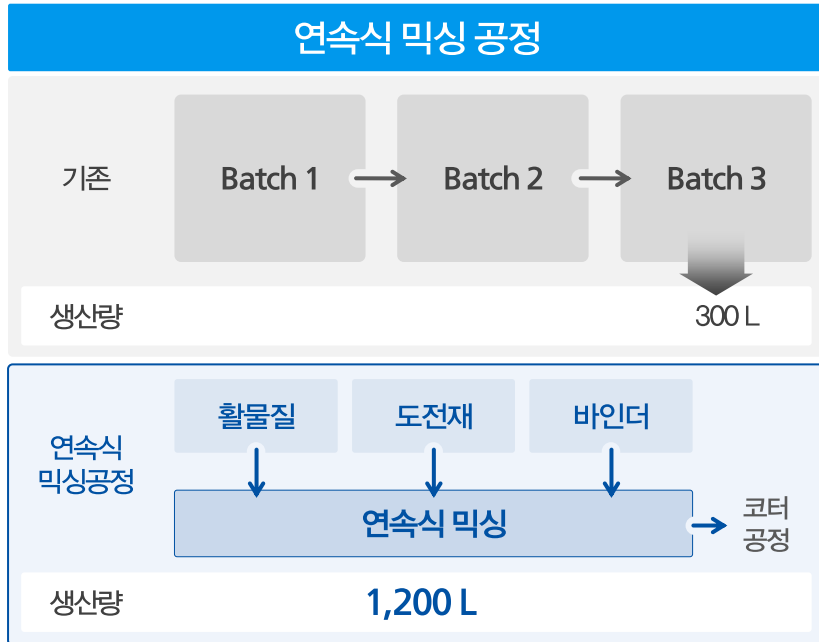 연속식 믹싱 공정
기존
Batch 1
Batch 2
Batch 3
생산량
300 L
활물질
도전재
바인더
연속식
믹싱공정
연속식 믹싱
코터
공정
생산량
1,200 L